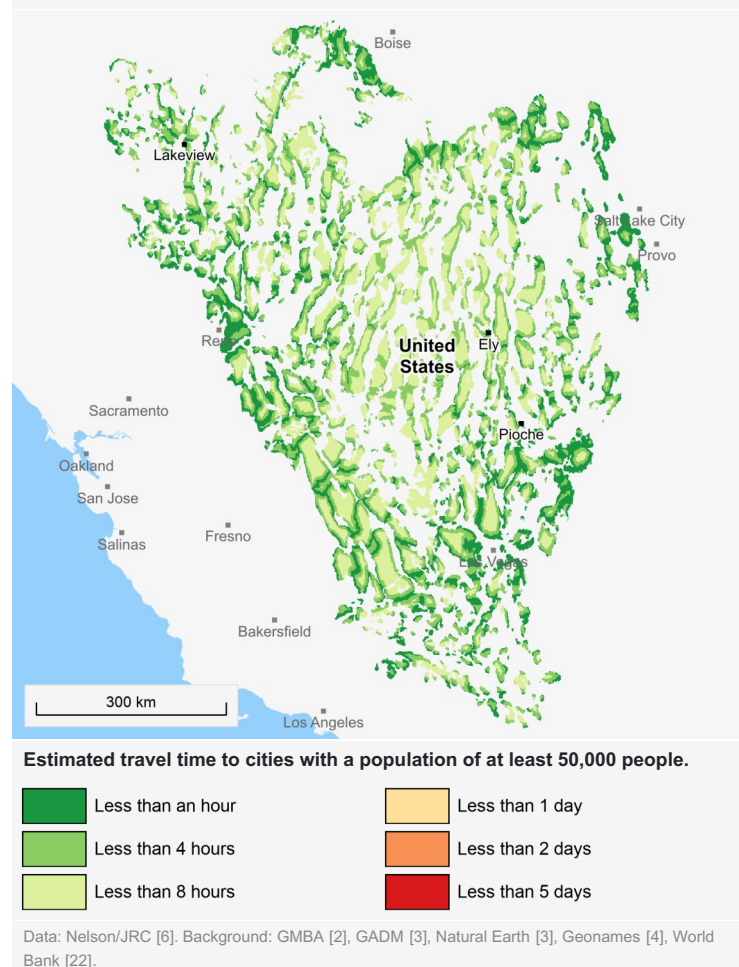 Boise
Lakeview
Salt Lake City
Provo
Reno
United
States
Ely
Sacramento
Pioche
Oakland
San Jose
Salinas
Fresno
Las Vegas
Bakersfield
300 km
Los Angeles
Estimated travel time to cities with a population of at least 50,000 people.
Less than an hour
Less than 1 day
Less than 4 hours
Less than 2 days
Less than 8 hours
Less than 5 days
Data: Nelson/JRC [6]. Background: GMBA [2], GADM [3], Natural Earth [3], Geonames [4], World
Bank [22].